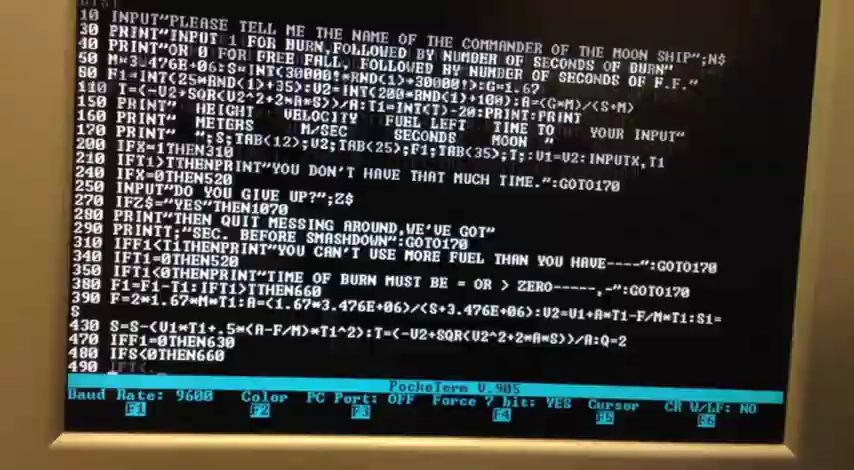 LIST
10 INPUT"PLEASE TELL ME THE NAME OF THE COMMANDER OF THE MOON SHIP";N$
30 PRINT"INPUT 1 FOR BURN,FOLLOWED BY NUMBER OF SECONDS OF BURN"
40 PRINT"OR 0 FOR FREE FALL, FOLLOWED BY NUMBER OF SECONDS OF F.F."
50 M=3.476E+06:S=INT(30000!*RND(1)+30000!):G=1.67
80 F1=INT(25*RND(1)+35):V2=INT(200*RND(1)+100):A=(G*M)/(S+M)
110 T=(-V2+SQR(V2^2+2*A*S))/A:T1=INT(T)-20:PRINT:PRINT
150 PRINT" HEIGHT VELOCITY FUEL LEFT TIME TO YOUR INPUT"
160 PRINT" METERS M/SEC SECONDS MOON "
170 PRINT" ";S;TAB(12);V2;TAB(25);F1;TAB(35);T;:V1=V2:INPUTX,T1
200 IFX=1THEN310
210 IFT1>TTHENPRINT"YOU DON'T HAVE THAT MUCH TIME.":GOTO170
240 IFX=0THEN520
250 INPUT"DO YOU GIVE UP?";Z$
270 IFZ$="YES"THEN1070
280 PRINT"THEN QUIT MESSING AROUND,WE'VE GOT"
290 PRINTT;"SEC. BEFORE SMASHDOWN":GOTO170
310 IFF1<T1THENPRINT"YOU CAN'T USE MORE FUEL THAN YOU HAVE----":GOTO170
340 IFT1=0THEN520
350 IFT1<0THENPRINT"TIME OF BURN MUST BE = OR > ZERO-----,-":GOTO170
380 F1=F1-T1:IFT1>TTHEN660
390 F=2*1.67*M*T1:A=(1.67*3.476E+06)/(S+3.476E+06):V2=V1+A*T1-F/M*T1:S1=
S
430 S=S-(V1*T1+.5*(A-F/M)*T1^2):T=(-V2+SQR(V2^2+2*A*S))/A:Q=2
470 IFF1=0THEN630
480 IFS<0THEN660
490
PockeTerm V.905
Baud Rate: 9600 Color PC Port: OFF Force 7 bit: YES Cursor CR W/LF: NO
F1 F2 F3 F4 F5 F6